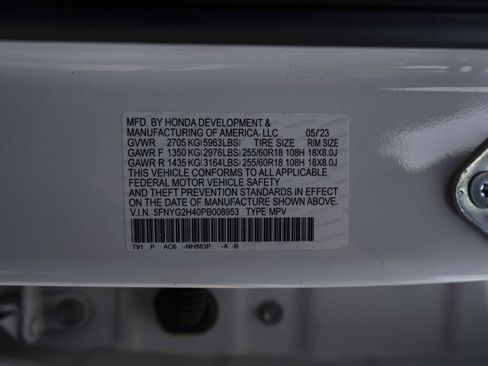 MFD. BY HONDA DEVELOPMENT &
MANUFACTURING OF AMERICA, LLC 05/23
GVWR 2705 KG(5963LBS) TIRE SIZE RIM SIZE
GAWR F 1350 KG(2976LBS) 255/60R18 108H 18X8.0J
GAWR R 1435 KG(3164LBS) 255/60R18 108H 18X8.0J
THIS VEHICLE CONFORMS TO ALL APPLICABLE
FEDERAL MOTOR VEHICLE SAFETY
AND THEFT PREVENTION STANDARDS IN EFFECT
ON THE DATE OF MANUFACTURE SHOWN ABOVE.
V.I.N. 5FNYG2H40PB008953 TYPE MPV
T91 P AC6 -NH883P -A -B